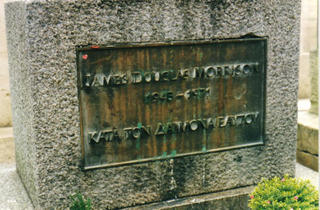 JAMES DOUGLAS MORRISON
1943 – 1971
ΚΑΤΑ ΤΟΝ ΔΑΙΜΟΝΑ ΕΑΥΤΟΥ